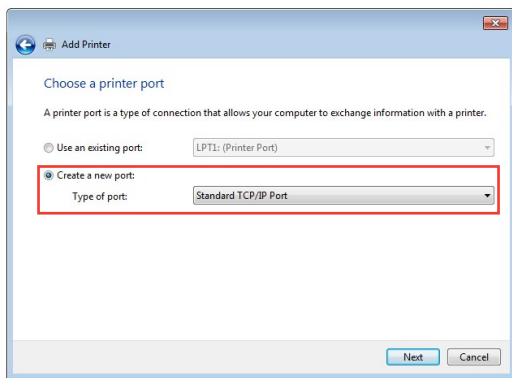 Add Printer
Choose a printer port
A printer port is a type of connection that allows your computer to exchange information with a printer.
Use an existing port: LPT1: (Printer Port)
Create a new port:
Type of port: Standard TCP/IP Port
Next Cancel